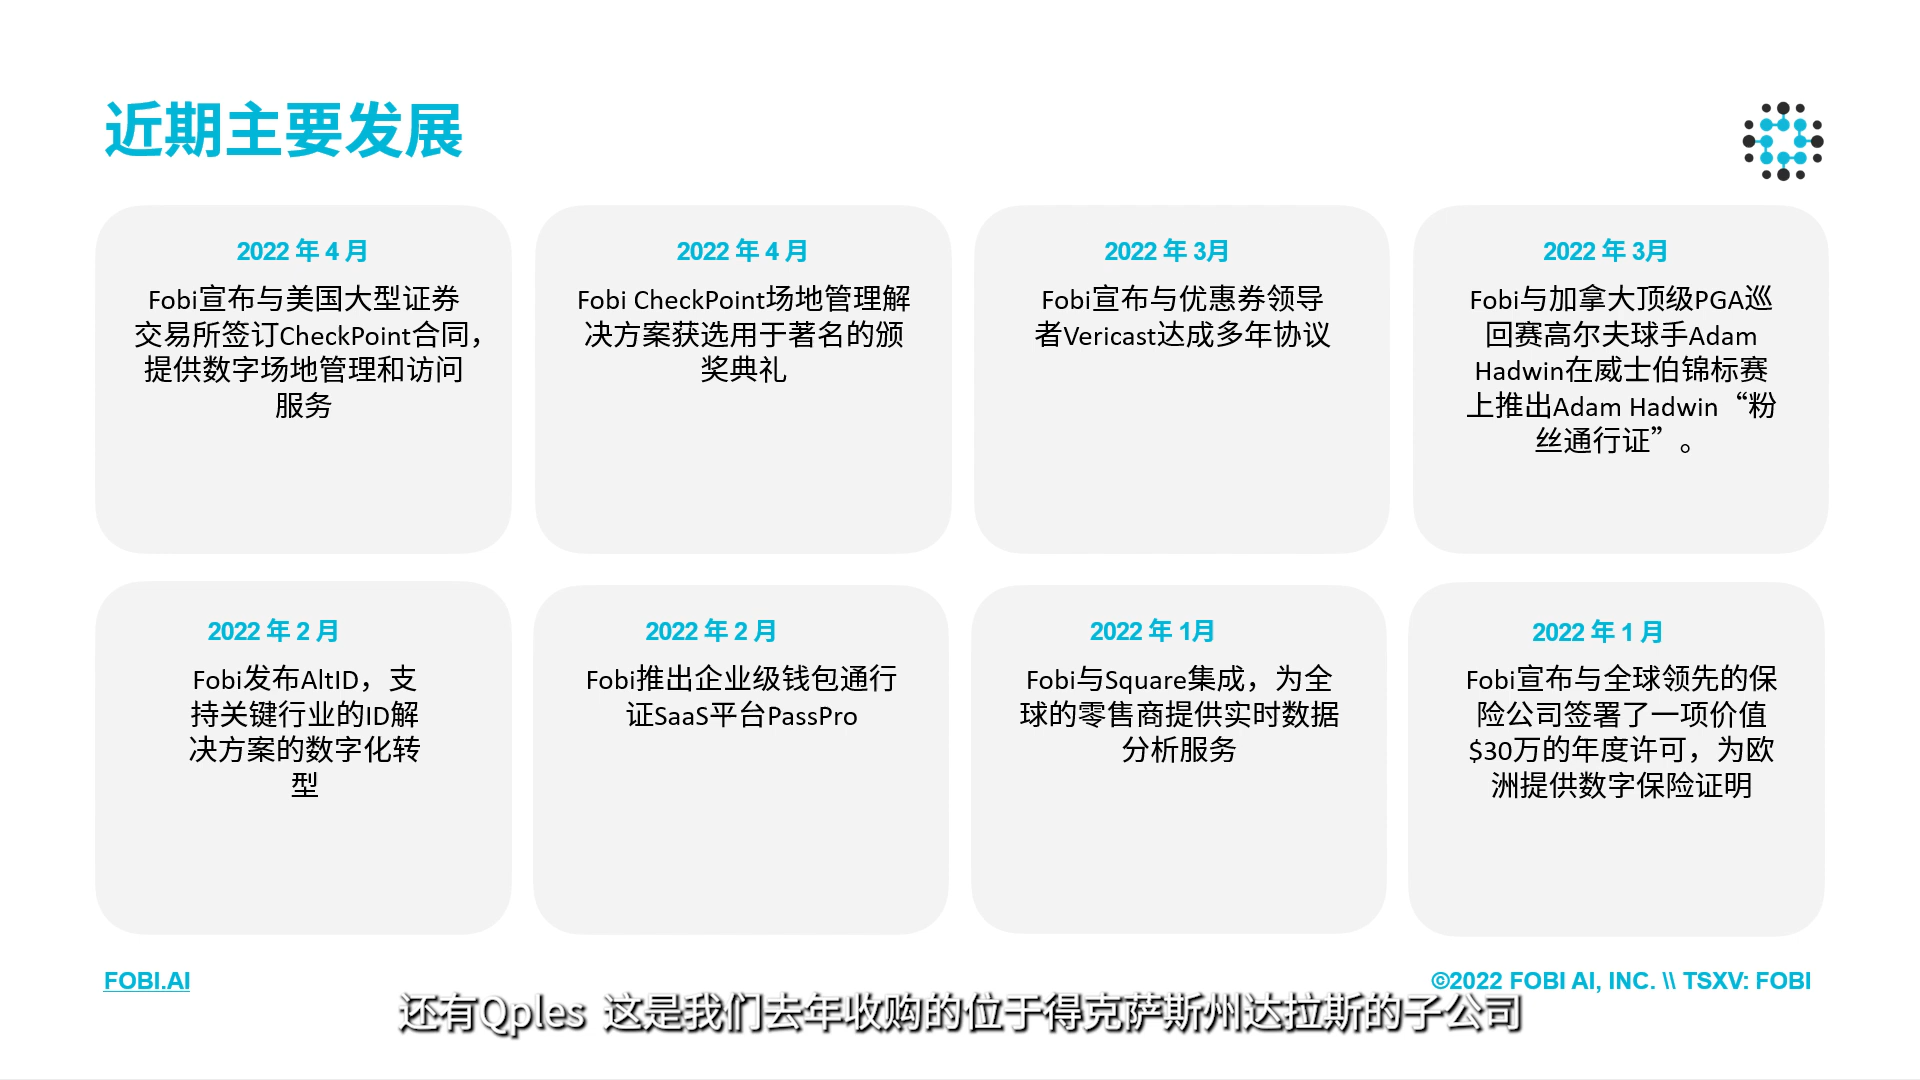 近期主要发展
2022 年 4 月
Fobi宣布与美国大型证券
交易所签订CheckPoint合同，
提供数字场地管理和访问
服务
2022 年 4 月
Fobi CheckPoint场地管理解
决方案获选用于著名的颁
奖典礼
2022 年 3月
Fobi宣布与优惠券领导
者Vericast达成多年协议
2022 年 3月
Fobi与加拿大顶级PGA巡
回赛高尔夫球手Adam
Hadwin在威士伯锦标赛
上推出Adam Hadwin“粉
丝通行证”。
2022 年 2 月
Fobi发布AltID，支
持关键行业的ID解
决方案的数字化转
型
2022 年 2 月
Fobi推出企业级钱包通行
证SaaS平台PassPro
2022 年 1月
Fobi与Square集成，为全
球的零售商提供实时数据
分析服务
2022 年 1 月
Fobi宣布与全球领先的保
险公司签署了一项价值
$30万的年度许可，为欧
洲提供数字保险证明
FOBI.AI
©2022 FOBI AI, INC. \\ TSXV: FOBI
还有Qples 这是我们去年收购的位于得克萨斯州达拉斯的子公司